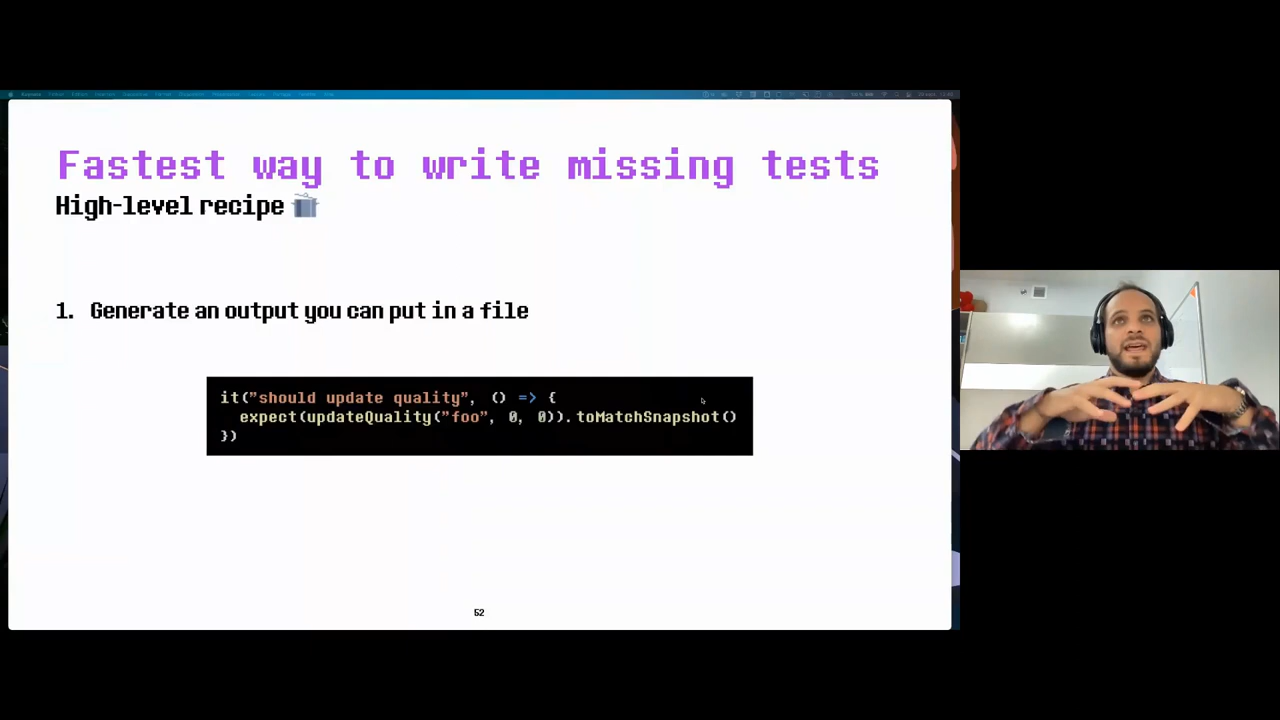 Fastest way to write missing tests
High-level recipe
1. Generate an output you can put in a file
it("should update quality", () => {
expect(updateQuality("foo", 0, 0)).toMatchSnapshot()
})
52